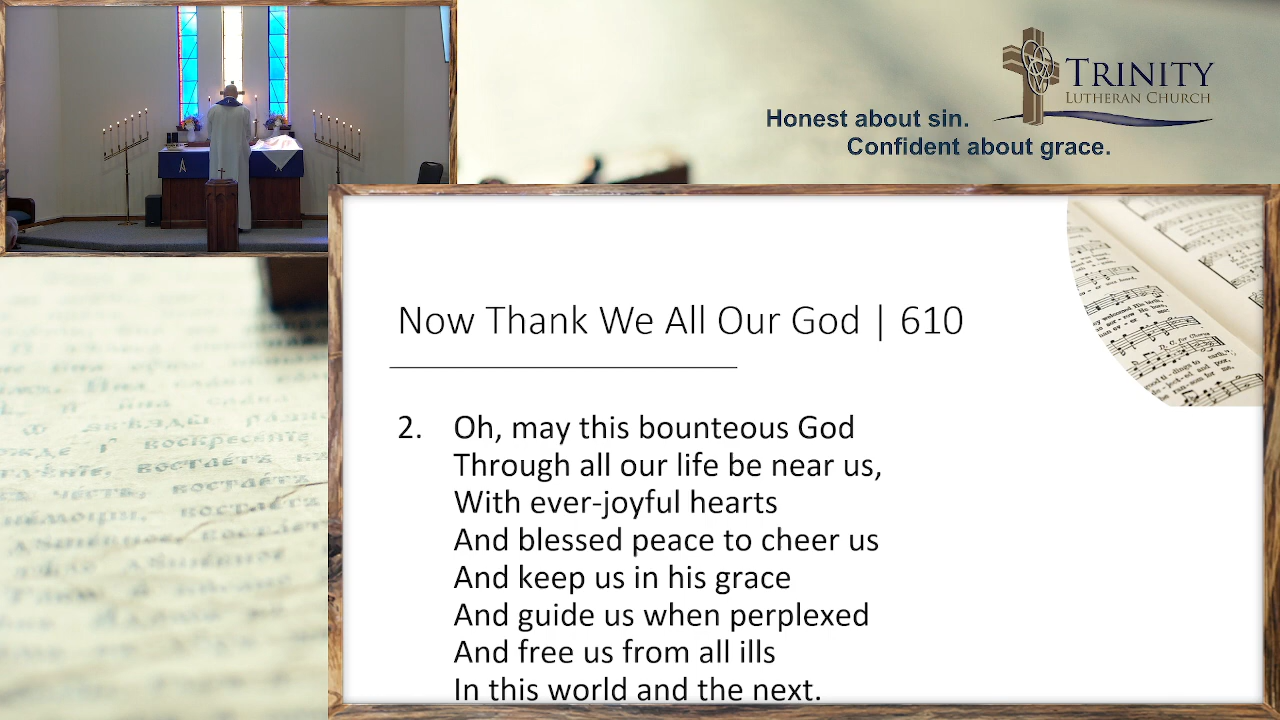 TRINITY
LUTHERAN CHURCH
Honest about sin.
Confident about grace.
Now Thank We All Our God | 610
2. Oh, may this bounteous God
Through all our life be near us,
With ever-joyful hearts
And blessed peace to cheer us
And keep us in his grace
And guide us when perplexed
And free us from all ills
In this world and the next.